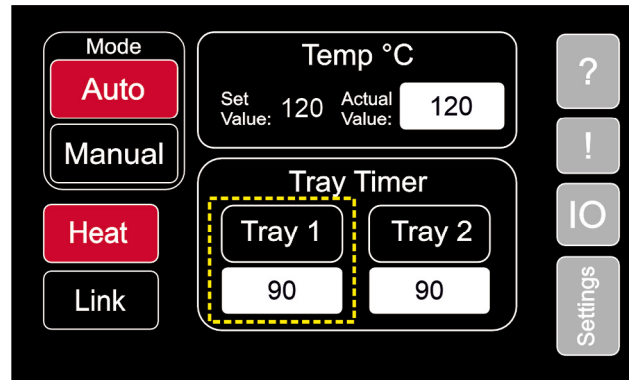 Mode
Auto
Manual
Heat
Link
Temp °C
Set Value: 120 Actual Value: 120
Tray Timer
Tray 1 Tray 2
90 90
?
!
IO
Settings